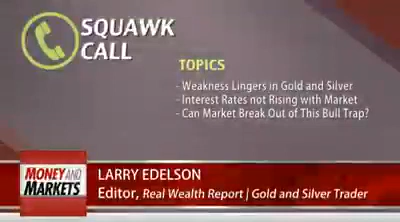 SQUAWK
CALL
TOPICS
- Weakness Lingers in Gold and Silver
- Interest Rates not Rising with Market
- Can Market Break Out of This Bull Trap?
MONEY AND
MARKETS
LARRY EDELSON
Editor, Real Wealth Report | Gold and Silver Trader